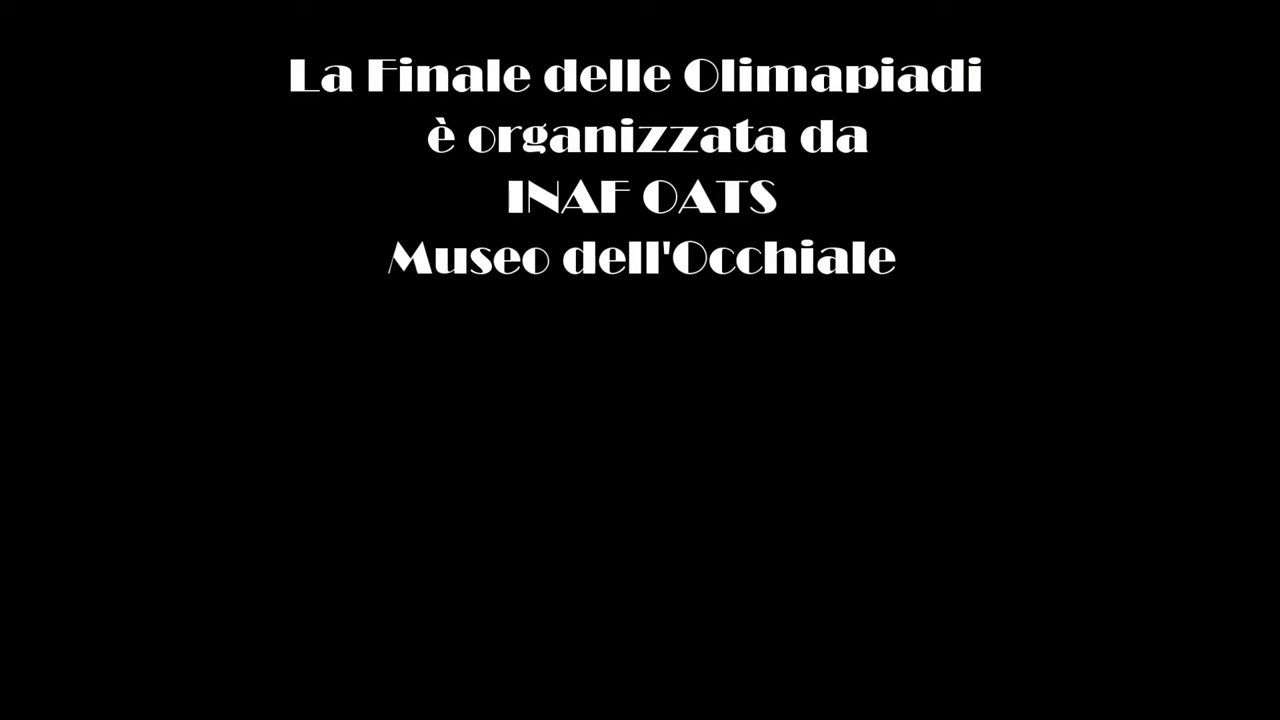 La Finale delle Olimapiadi
è organizzata da
INAF OATS
Museo dell'Occhiale